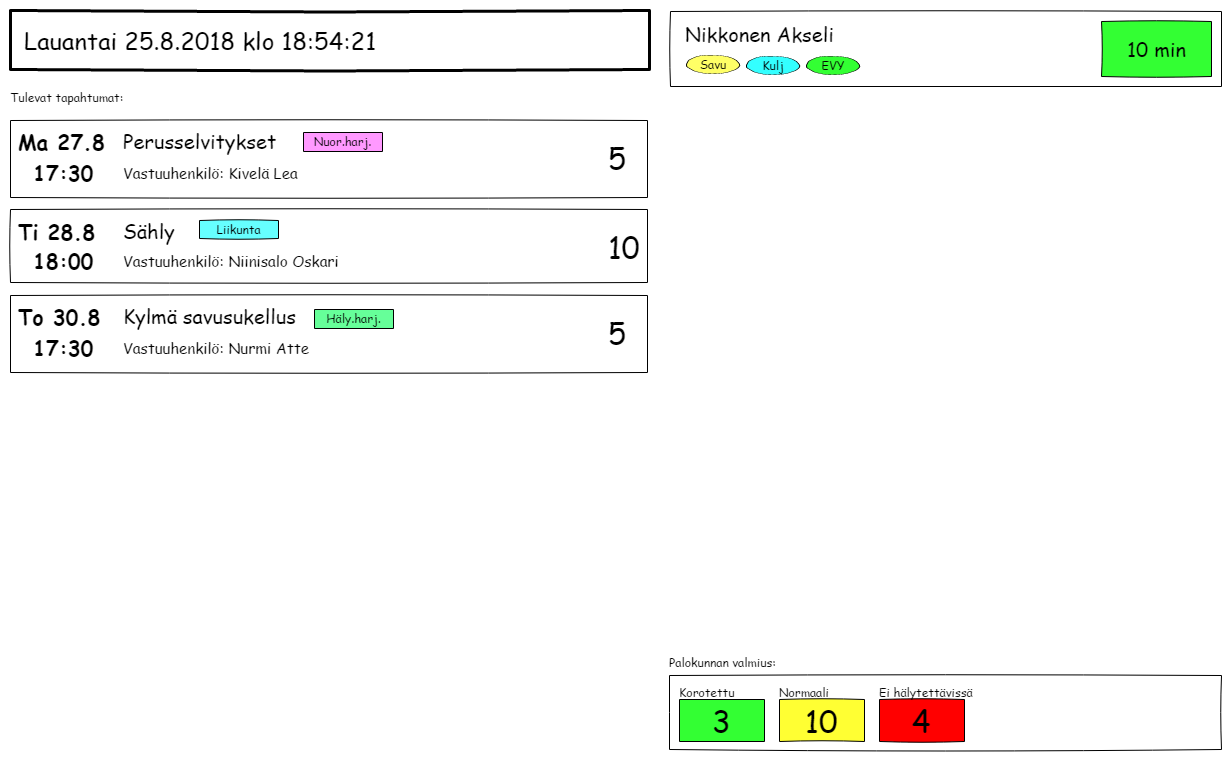 Lauantai 25.8.2018 klo 18:54:21
Tulevat tapahtumat:
Ma 27.8 Perusselvitykset Nuor.harj.
17:30 Vastuuhenkilö: Kivelä Lea
5
Ti 28.8 Sähly Liikunta
18:00 Vastuuhenkilö: Niinisalo Oskari
10
To 30.8 Kylmä savusukellus Häly.harj.
17:30 Vastuuhenkilö: Nurmi Atte
5
Nikkonen Akseli
Savu Kulj EVY
10 min
Palokunnan valmius:
Korotettu Normaali Ei hälytettävissä
3 10 4